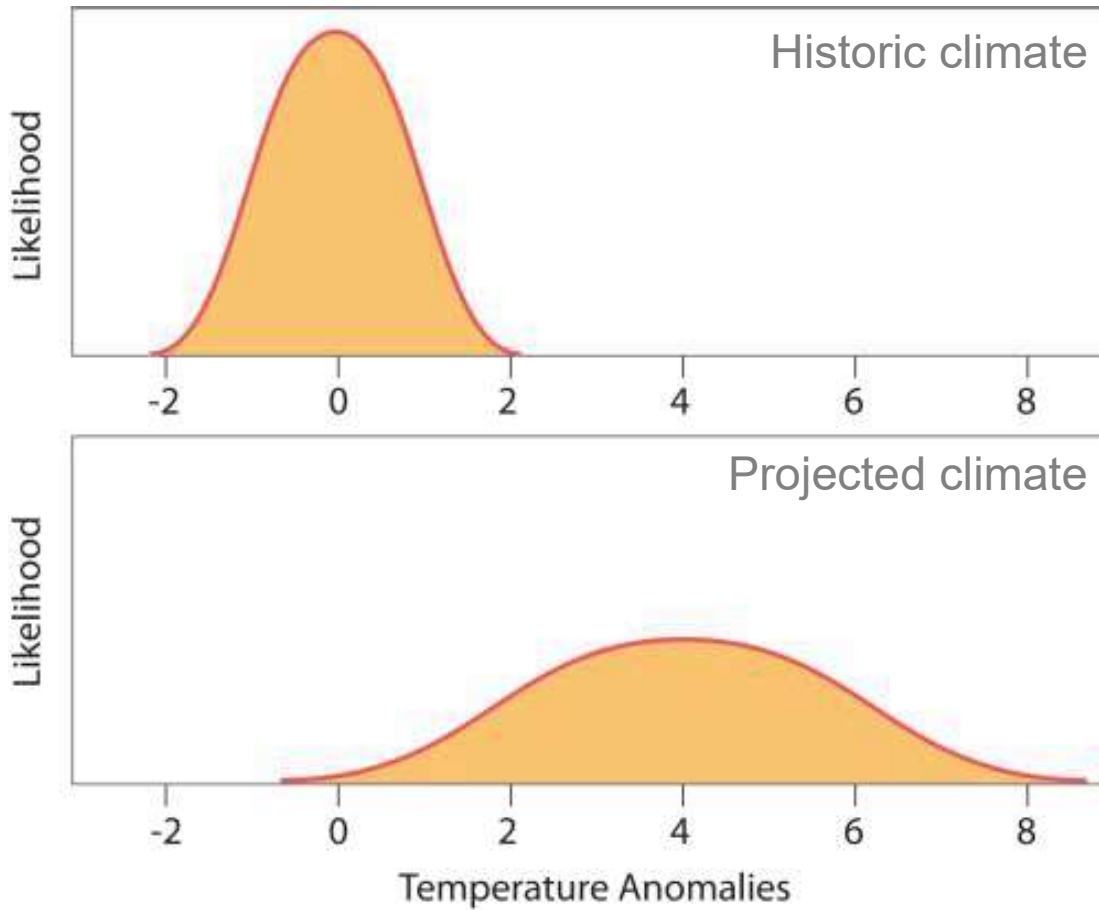 Historic climate
Likelihood
-2 0 2 4 6 8
Projected climate
Likelihood
-2 0 2 4 6 8
Temperature Anomalies